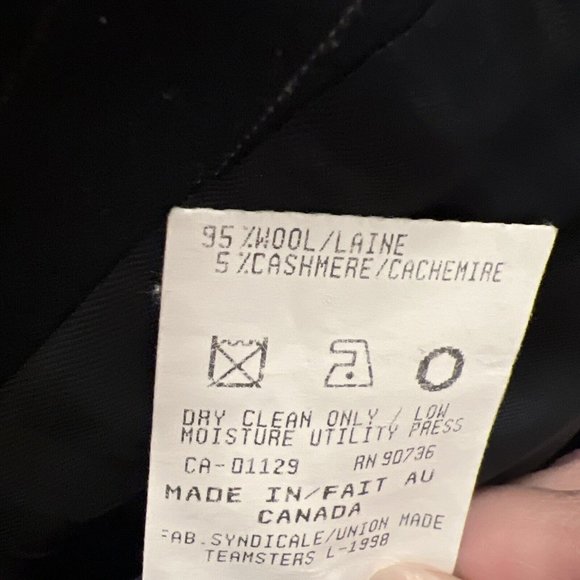 95 %WOOL/LAINE
5 %CASHMERE/CACHEMIRE
DRY CLEAN ONLY / LOW
MOISTURE UTILITY PRESS
CA-01129 RN 90736
MADE IN/FAIT AU
CANADA
FAB.SYNDICALE/UNION MADE
TEAMSTERS L-1998